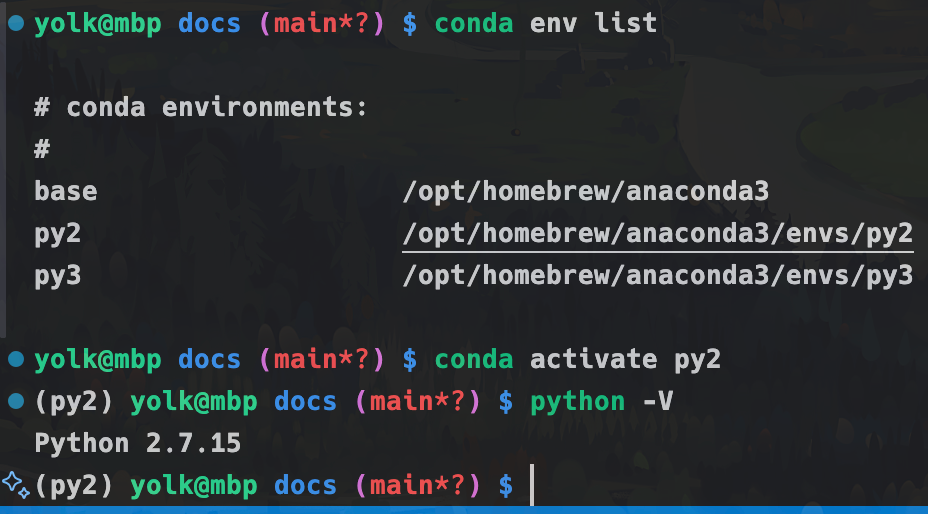 yolk@mbp docs (main*?) $ conda env list
# conda environments:
#
base /opt/homebrew/anaconda3
py2 /opt/homebrew/anaconda3/envs/py2
py3 /opt/homebrew/anaconda3/envs/py3
yolk@mbp docs (main*?) $ conda activate py2
(py2) yolk@mbp docs (main*?) $ python -V
Python 2.7.15
(py2) yolk@mbp docs (main*?) $